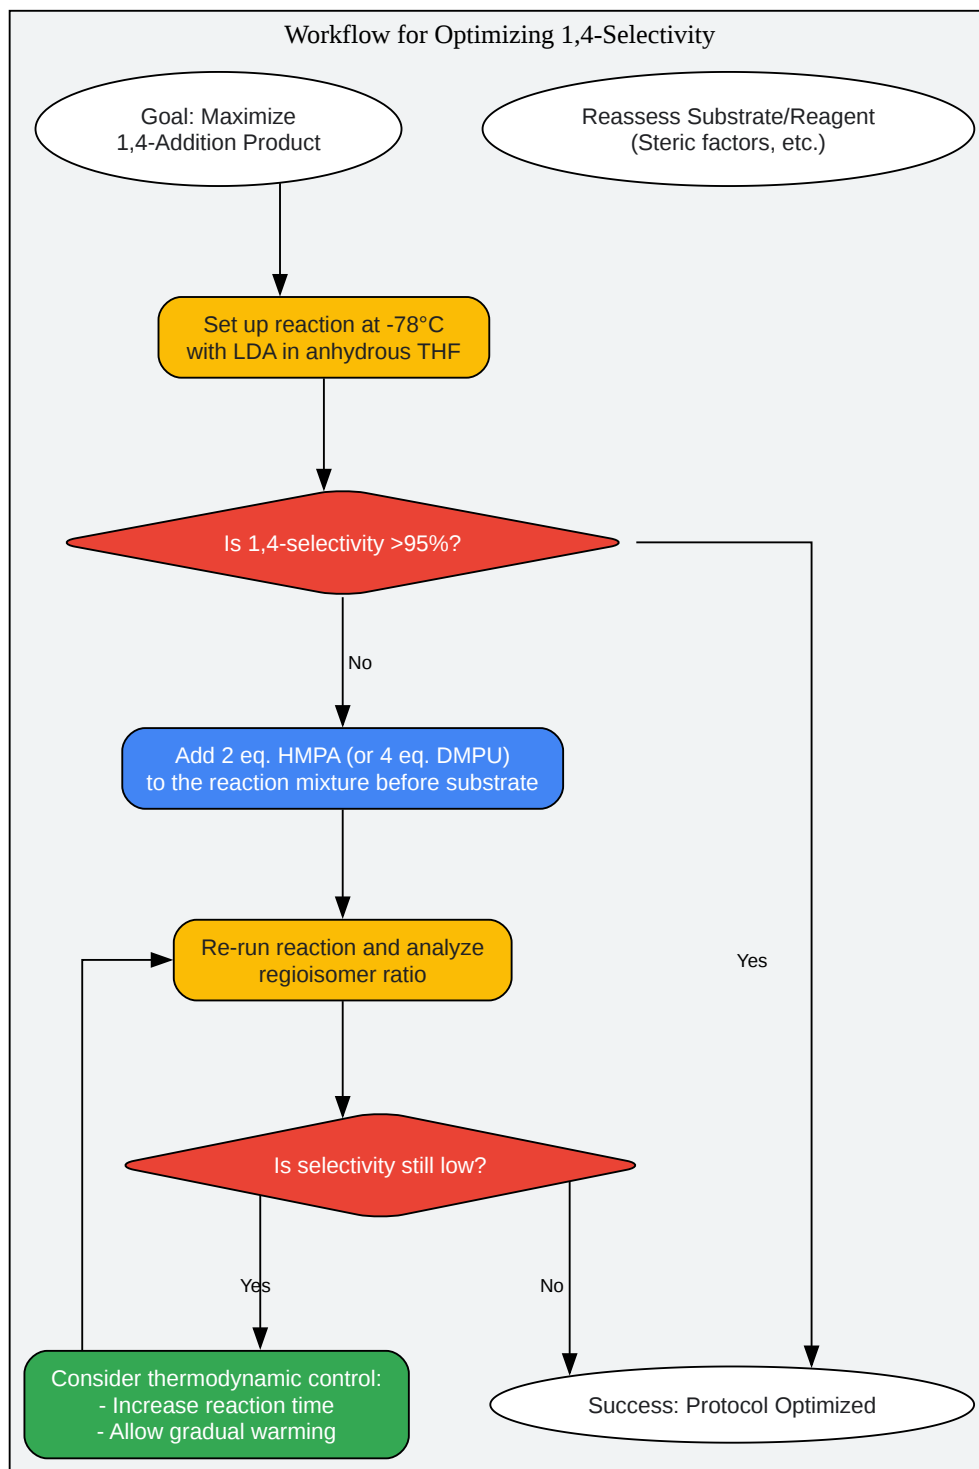 Workflow for Optimizing 1,4-Selectivity
Goal: Maximize
1,4-Addition Product
Reassess Substrate/Reagent
(Steric factors, etc.)
Set up reaction at -78°C
with LDA in anhydrous THF
Is 1,4-selectivity >95%?
No
Add 2 eq. HMPA (or 4 eq. DMPU)
to the reaction mixture before substrate
Re-run reaction and analyze
regioisomer ratio
Yes
Is selectivity still low?
Yes
No
Consider thermodynamic control:
- Increase reaction time
- Allow gradual warming
Success: Protocol Optimized